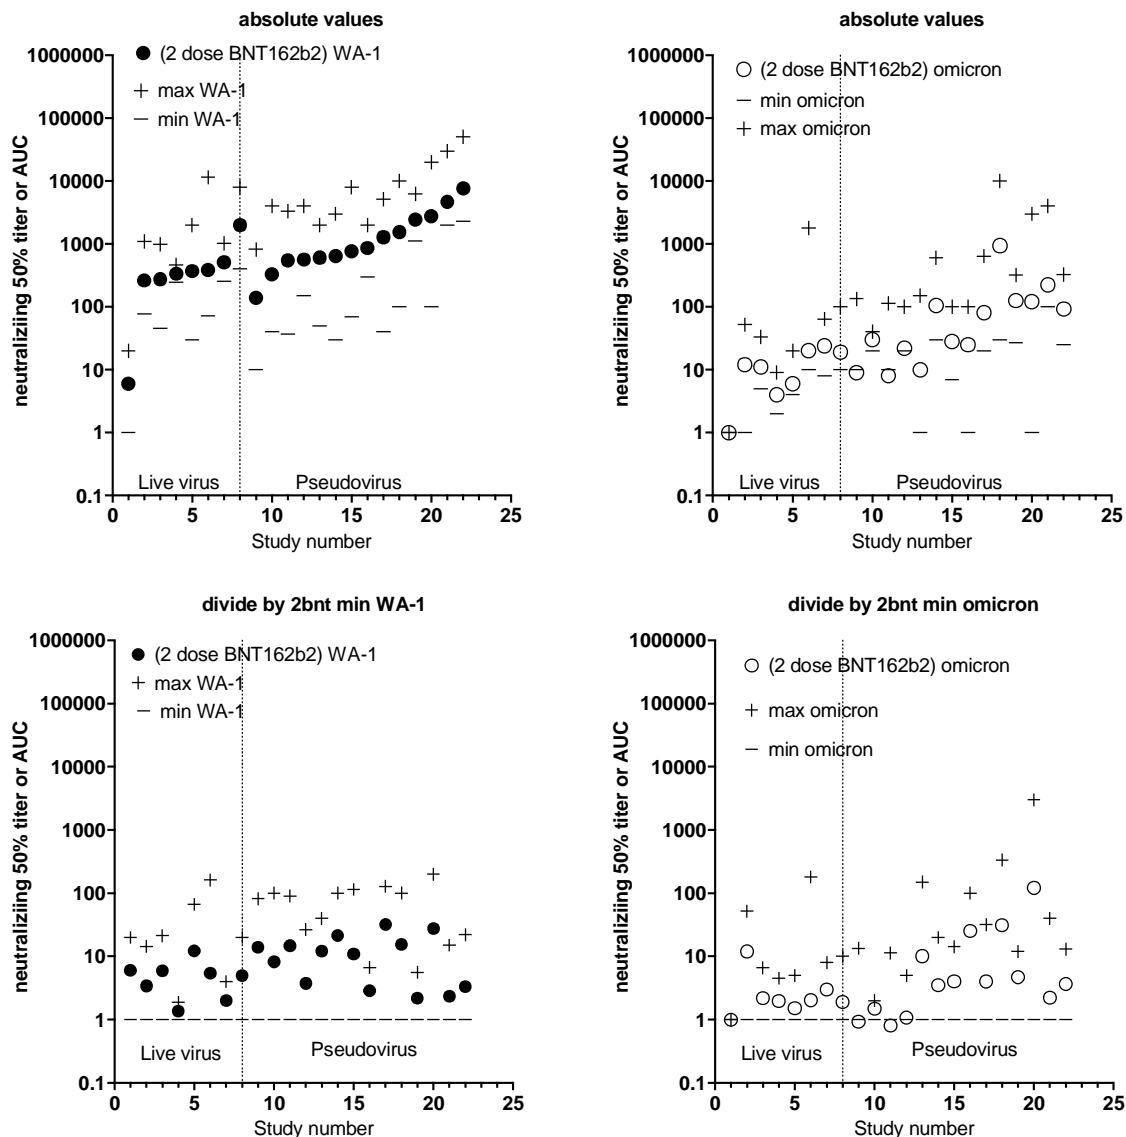 absolute values
1000000
100000
10000
1000
100
10
1
0.1
neutraliziing 50% titer or AUC
(2 dose BNT162b2) WA-1
max WA-1
min WA-1
Live virus
Pseudovirus
0 5 10 15 20 25
Study number
absolute values
1000000
100000
10000
1000
100
10
1
0.1
neutraliziing 50% titer or AUC
(2 dose BNT162b2) omicron
min omicron
max omicron
Live virus
Pseudovirus
0 5 10 15 20 25
Study number
divide by 2bnt min WA-1
1000000
100000
10000
1000
100
10
1
0.1
neutraliziing 50% titer or AUC
(2 dose BNT162b2) WA-1
max WA-1
min WA-1
Live virus
Pseudovirus
0 5 10 15 20 25
Study number
divide by 2bnt min omicron
1000000
100000
10000
1000
100
10
1
0.1
neutraliziing 50% titer or AUC
(2 dose BNT162b2) omicron
max omicron
min omicron
Live virus
Pseudovirus
0 5 10 15 20 25
Study number